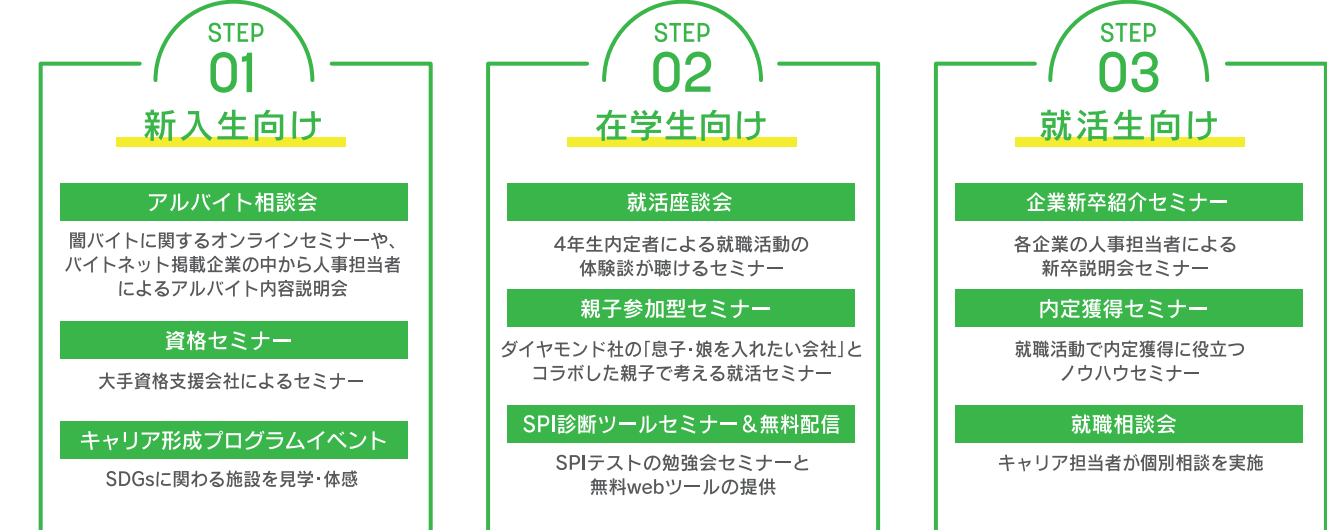 STEP
01
新入生向け
アルバイト相談会
闇バイトに関するオンラインセミナーや、
バイトネット掲載企業の中から人事担当者
によるアルバイト内容説明会
資格セミナー
大手資格支援会社によるセミナー
キャリア形成プログラムイベント
SDGsに関わる施設を見学・体感
STEP
02
在学生向け
就活座談会
4年生内定者による就職活動の
体験談が聴けるセミナー
親子参加型セミナー
ダイヤモンド社の「息子・娘を入れたい会社」と
コラボした親子で考える就活セミナー
SPI診断ツールセミナー＆無料配信
SPIテストの勉強会セミナーと
無料webツールの提供
STEP
03
就活生向け
企業新卒紹介セミナー
各企業の人事担当者による
新卒説明会セミナー
内定獲得セミナー
就職活動で内定獲得に役立つ
ノウハウセミナー
就職相談会
キャリア担当者が個別相談を実施